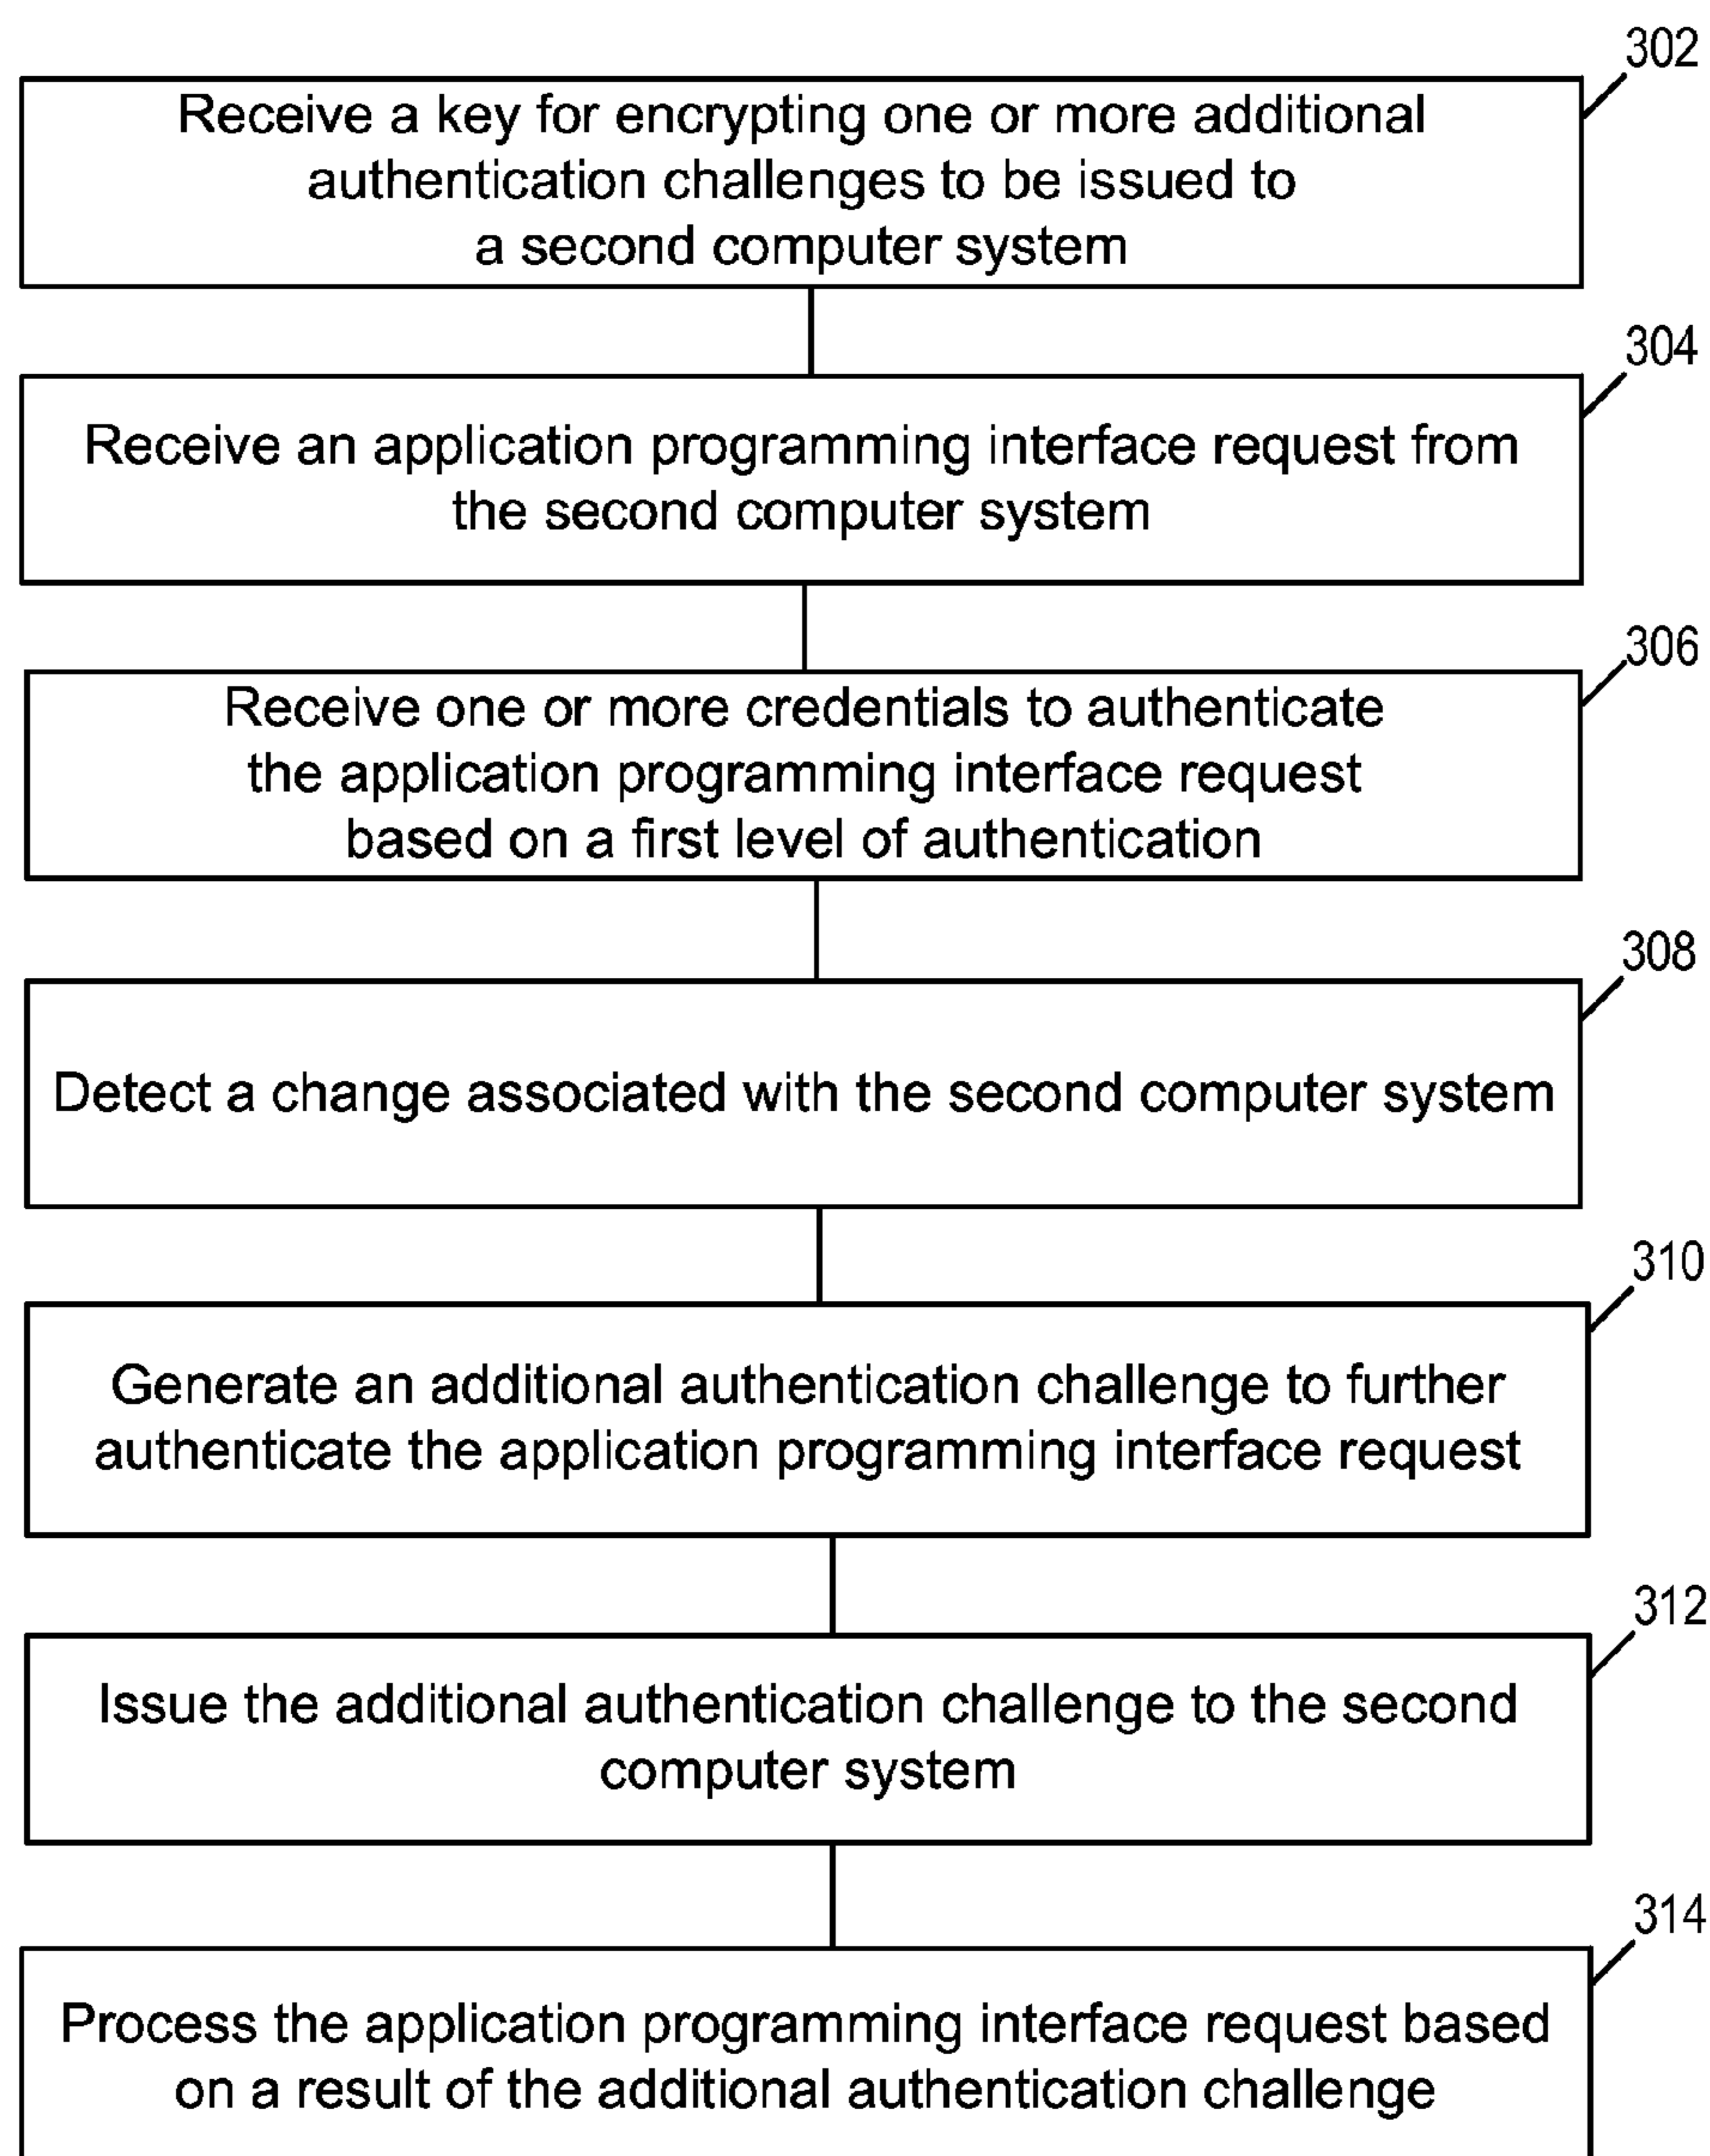 302
Receive a key for encrypting one or more additional
authentication challenges to be issued to
a second computer system
304
Receive an application programming interface request from
the second computer system
306
Receive one or more credentials to authenticate
the application programming interface request
based on a first level of authentication
308
Detect a change associated with the second computer system
310
Generate an additional authentication challenge to further
authenticate the application programming interface request
312
Issue the additional authentication challenge to the second
computer system
314
Process the application programming interface request based
on a result of the additional authentication challenge